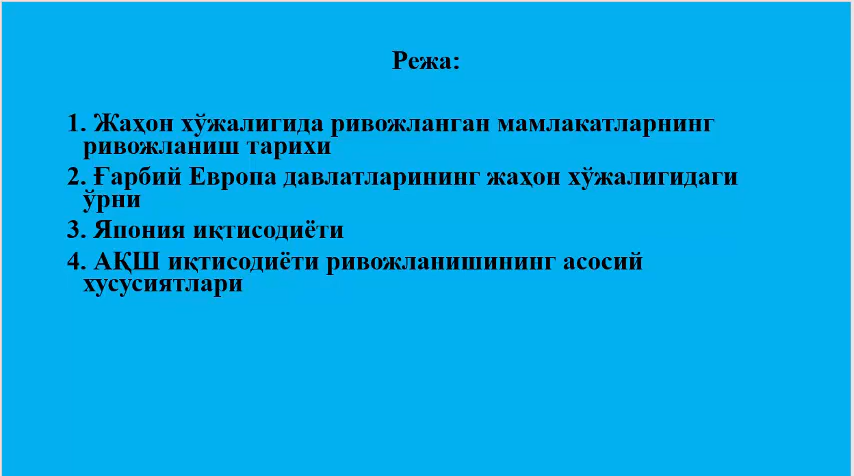 Режа:
1. Жаҳон хўжалигида ривожланган мамлакатларнинг
ривожланиш тарихи
2. Ғарбий Европа давлатларининг жаҳон хўжалигидаги
ўрни
3. Япония иқтисодиёти
4. АҚШ иқтисодиёти ривожланишининг асосий
хусусиятлари